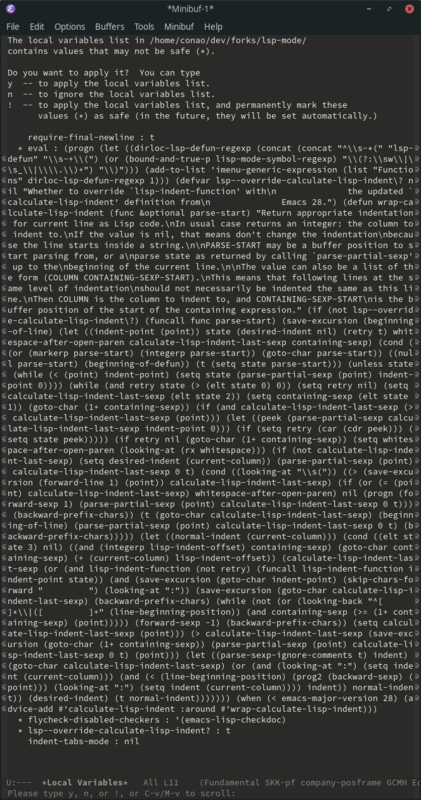 *Minibuf-1*
File Edit Options Buffers Tools Minibuf Help
The local variables list in /home/conao/dev/forks/lsp-mode/
contains values that may not be safe (*).
Do you want to apply it?  You can type
y  -- to apply the local variables list.
n  -- to ignore the local variables list.
!  -- to apply the local variables list, and permanently mark these
values (*) as safe (in the future, they will be set automatically.)
require-final-newline : t
* eval : (progn (let ((dirloc-lsp-defun-regexp (concat (concat "^\\s-*(" "lsp-
defun" "\\s-+\\(") (or (bound-and-true-p lisp-mode-symbol-regexp) "\\(?:\\sw\\|\
\s_\\|\\\\.\\)+") "\\)"))) (add-to-list 'imenu-generic-expression (list "Functio
ns" dirloc-lsp-defun-regexp 1))) (defvar lsp--override-calculate-lisp-indent\? n
il "Whether to override `lisp-indent-function' with\n          the updated `
calculate-lisp-indent' definition from\n          Emacs 28.") (defun wrap-ca
lculate-lisp-indent (func &optional parse-start) "Return appropriate indentation
for current line as Lisp code.\nIn usual case returns an integer: the column to
indent to.\nIf the value is nil, that means don't change the indentation\nbecau
se the line starts inside a string.\n\nPARSE-START may be a buffer position to s
tart parsing from, or a\nparse state as returned by calling `parse-partial-sexp'
up to the\nbeginning of the current line.\n\nThe value can also be a list of th
e form (COLUMN CONTAINING-SEXP-START).\nThis means that following lines at the s
ame level of indentation\nshould not necessarily be indented the same as this li
ne.\nThen COLUMN is the column to indent to, and CONTAINING-SEXP-START\nis the b
uffer position of the start of the containing expression." (if (not lsp--overrid
e-calculate-lisp-indent\?) (funcall func parse-start) (save-excursion (beginning
-of-line) (let ((indent-point (point)) state (desired-indent nil) (retry t) whit
espace-after-open-paren calculate-lisp-indent-last-sexp containing-sexp) (cond (
(or (markerp parse-start) (integerp parse-start)) (goto-char parse-start)) ((nul
l parse-start) (beginning-of-defun)) (t (setq state parse-start))) (unless state
(while (< (point) indent-point) (setq state (parse-partial-sexp (point) indent-
point 0)))) (while (and retry state (> (elt state 0) 0)) (setq retry nil) (setq
calculate-lisp-indent-last-sexp (elt state 2)) (setq containing-sexp (elt state
1)) (goto-char (1+ containing-sexp)) (if (and calculate-lisp-indent-last-sexp (>
calculate-lisp-indent-last-sexp (point))) (let ((peek (parse-partial-sexp calcu
late-lisp-indent-last-sexp indent-point 0))) (if (setq retry (car (cdr peek))) (
setq state peek))))) (if retry nil (goto-char (1+ containing-sexp)) (setq whites
pace-after-open-paren (looking-at (rx whitespace))) (if (not calculate-lisp-inde
nt-last-sexp) (setq desired-indent (current-column)) (parse-partial-sexp (point)
calculate-lisp-indent-last-sexp 0 t) (cond ((looking-at "\\s(")) ((> (save-excu
rsion (forward-line 1) (point)) calculate-lisp-indent-last-sexp) (if (or (= (poi
nt) calculate-lisp-indent-last-sexp) whitespace-after-open-paren) nil (progn (fo
rward-sexp 1) (parse-partial-sexp (point) calculate-lisp-indent-last-sexp 0 t)))
(backward-prefix-chars)) (t (goto-char calculate-lisp-indent-last-sexp) (beginn
ing-of-line) (parse-partial-sexp (point) calculate-lisp-indent-last-sexp 0 t) (b
ackward-prefix-chars))))) (let ((normal-indent (current-column))) (cond ((elt st
ate 3) nil) ((and (integerp lisp-indent-offset) containing-sexp) (goto-char cont
aining-sexp) (+ (current-column) lisp-indent-offset)) (calculate-lisp-indent-las
t-sexp (or (and lisp-indent-function (not retry) (funcall lisp-indent-function i
ndent-point state)) (and (save-excursion (goto-char indent-point) (skip-chars-fo
rward "        ") (looking-at ":")) (save-excursion (goto-char calculate-lisp-i
ndent-last-sexp) (backward-prefix-chars) (while (not (or (looking-back "^[
]*\\|([        ]+" (line-beginning-position)) (and containing-sexp (>= (1+ cont
aining-sexp) (point))))) (forward-sexp -1) (backward-prefix-chars)) (setq calcul
ate-lisp-indent-last-sexp (point))) (> calculate-lisp-indent-last-sexp (save-exc
ursion (goto-char (1+ containing-sexp)) (parse-partial-sexp (point) calculate-li
sp-indent-last-sexp 0 t) (point))) (let ((parse-sexp-ignore-comments t) indent)
(goto-char calculate-lisp-indent-last-sexp) (or (and (looking-at ":") (setq inde
nt (current-column))) (and (< (line-beginning-position) (prog2 (backward-sexp) (
point))) (looking-at ":") (setq indent (current-column)))) indent)) normal-inden
t)) (desired-indent) (t normal-indent))))))) (when (< emacs-major-version 28) (a
dvice-add #'calculate-lisp-indent :around #'wrap-calculate-lisp-indent)))
* flycheck-disabled-checkers : '(emacs-lisp-checkdoc)
* lsp--override-calculate-lisp-indent? : t
indent-tabs-mode : nil
U:---  *Local Variables*   All L11    (Fundamental SKK-pf company-posframe GCMH Ed
Please type y, n, or !, or C-v/M-v to scroll: